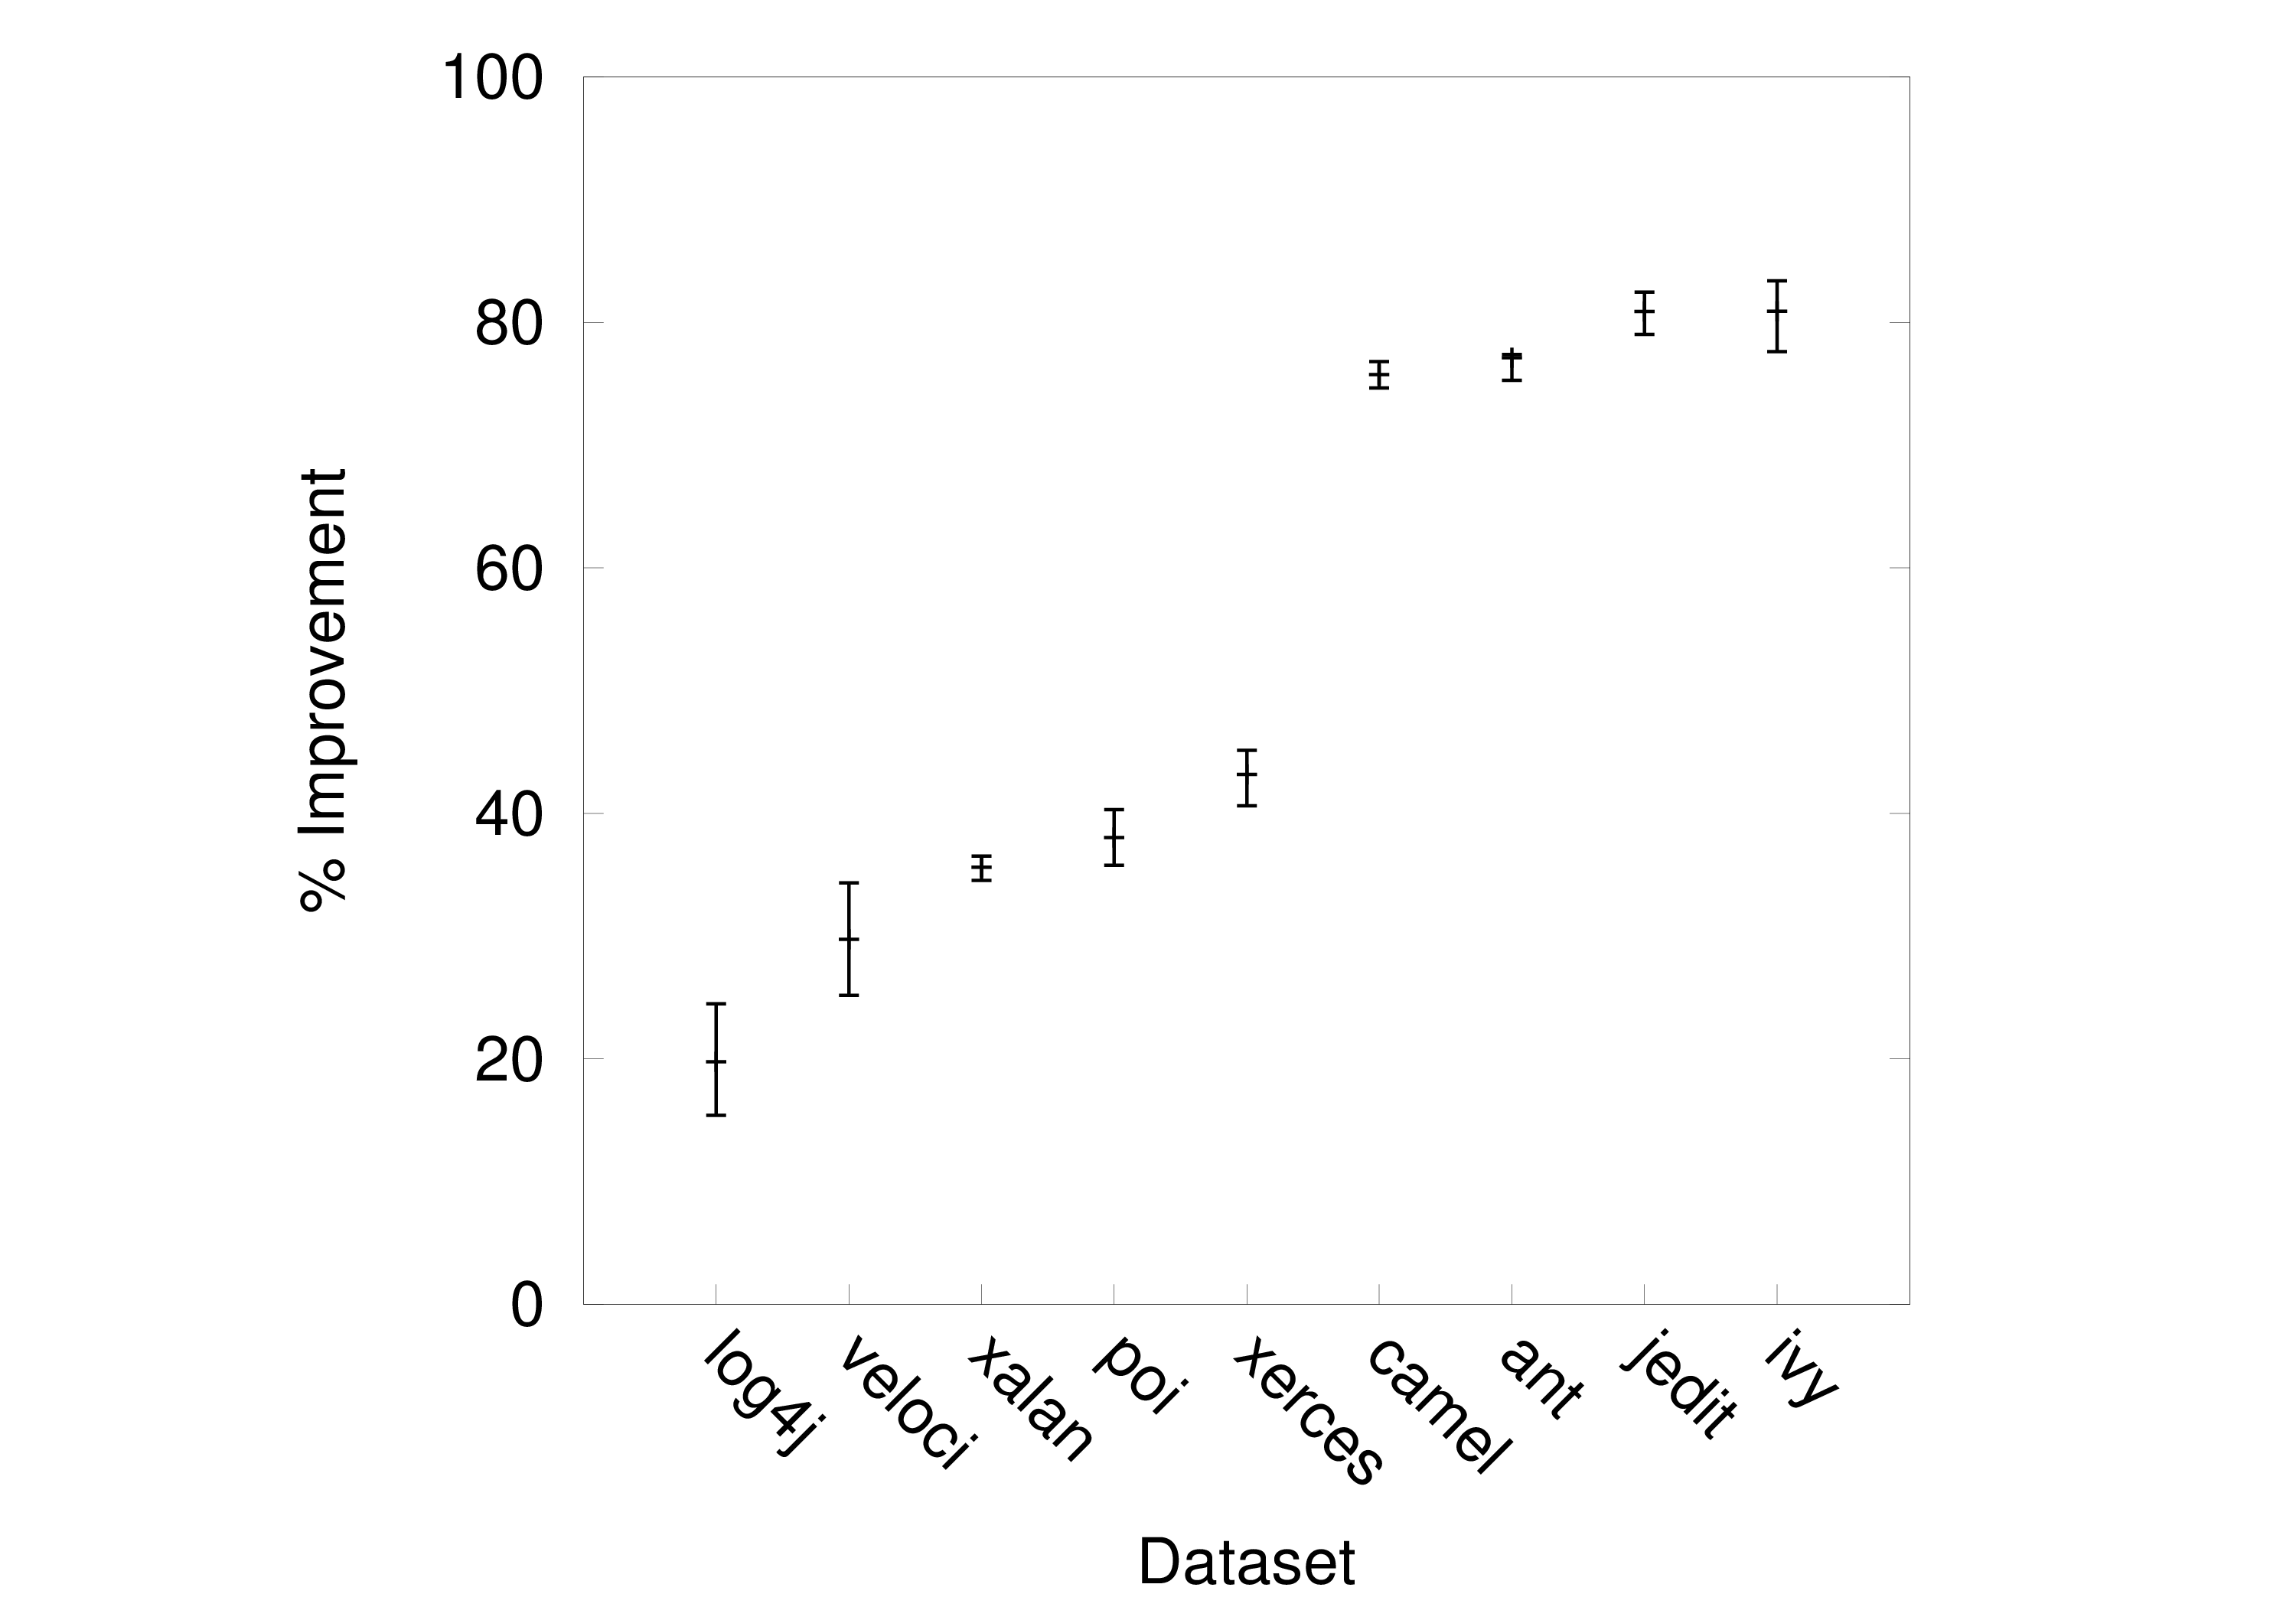 100
80
60
40
20
0
% Improvement
log4j
veloci
xalan
poi
xerces
camel
ant
jedit
ivy
Dataset